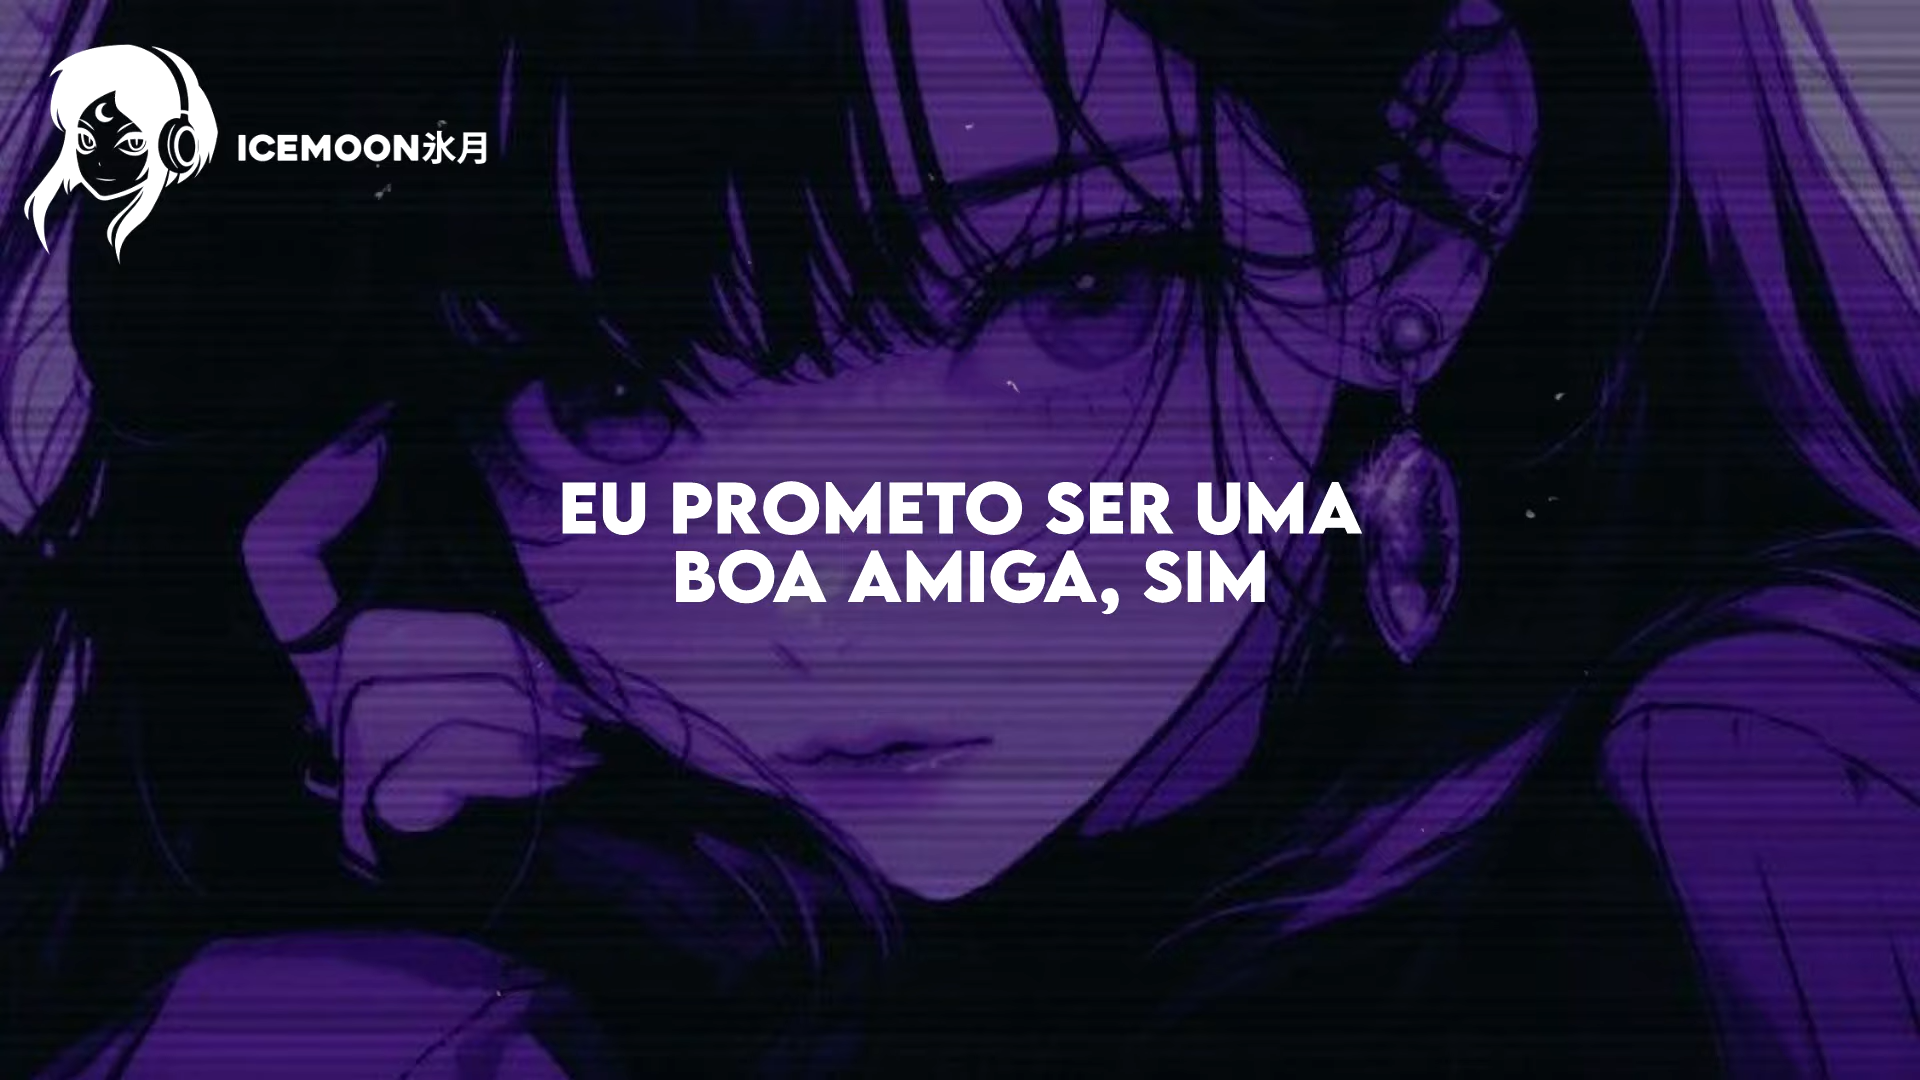 ICEMOON氷月
EU PROMETO SER UMA
BOA AMIGA, SIM